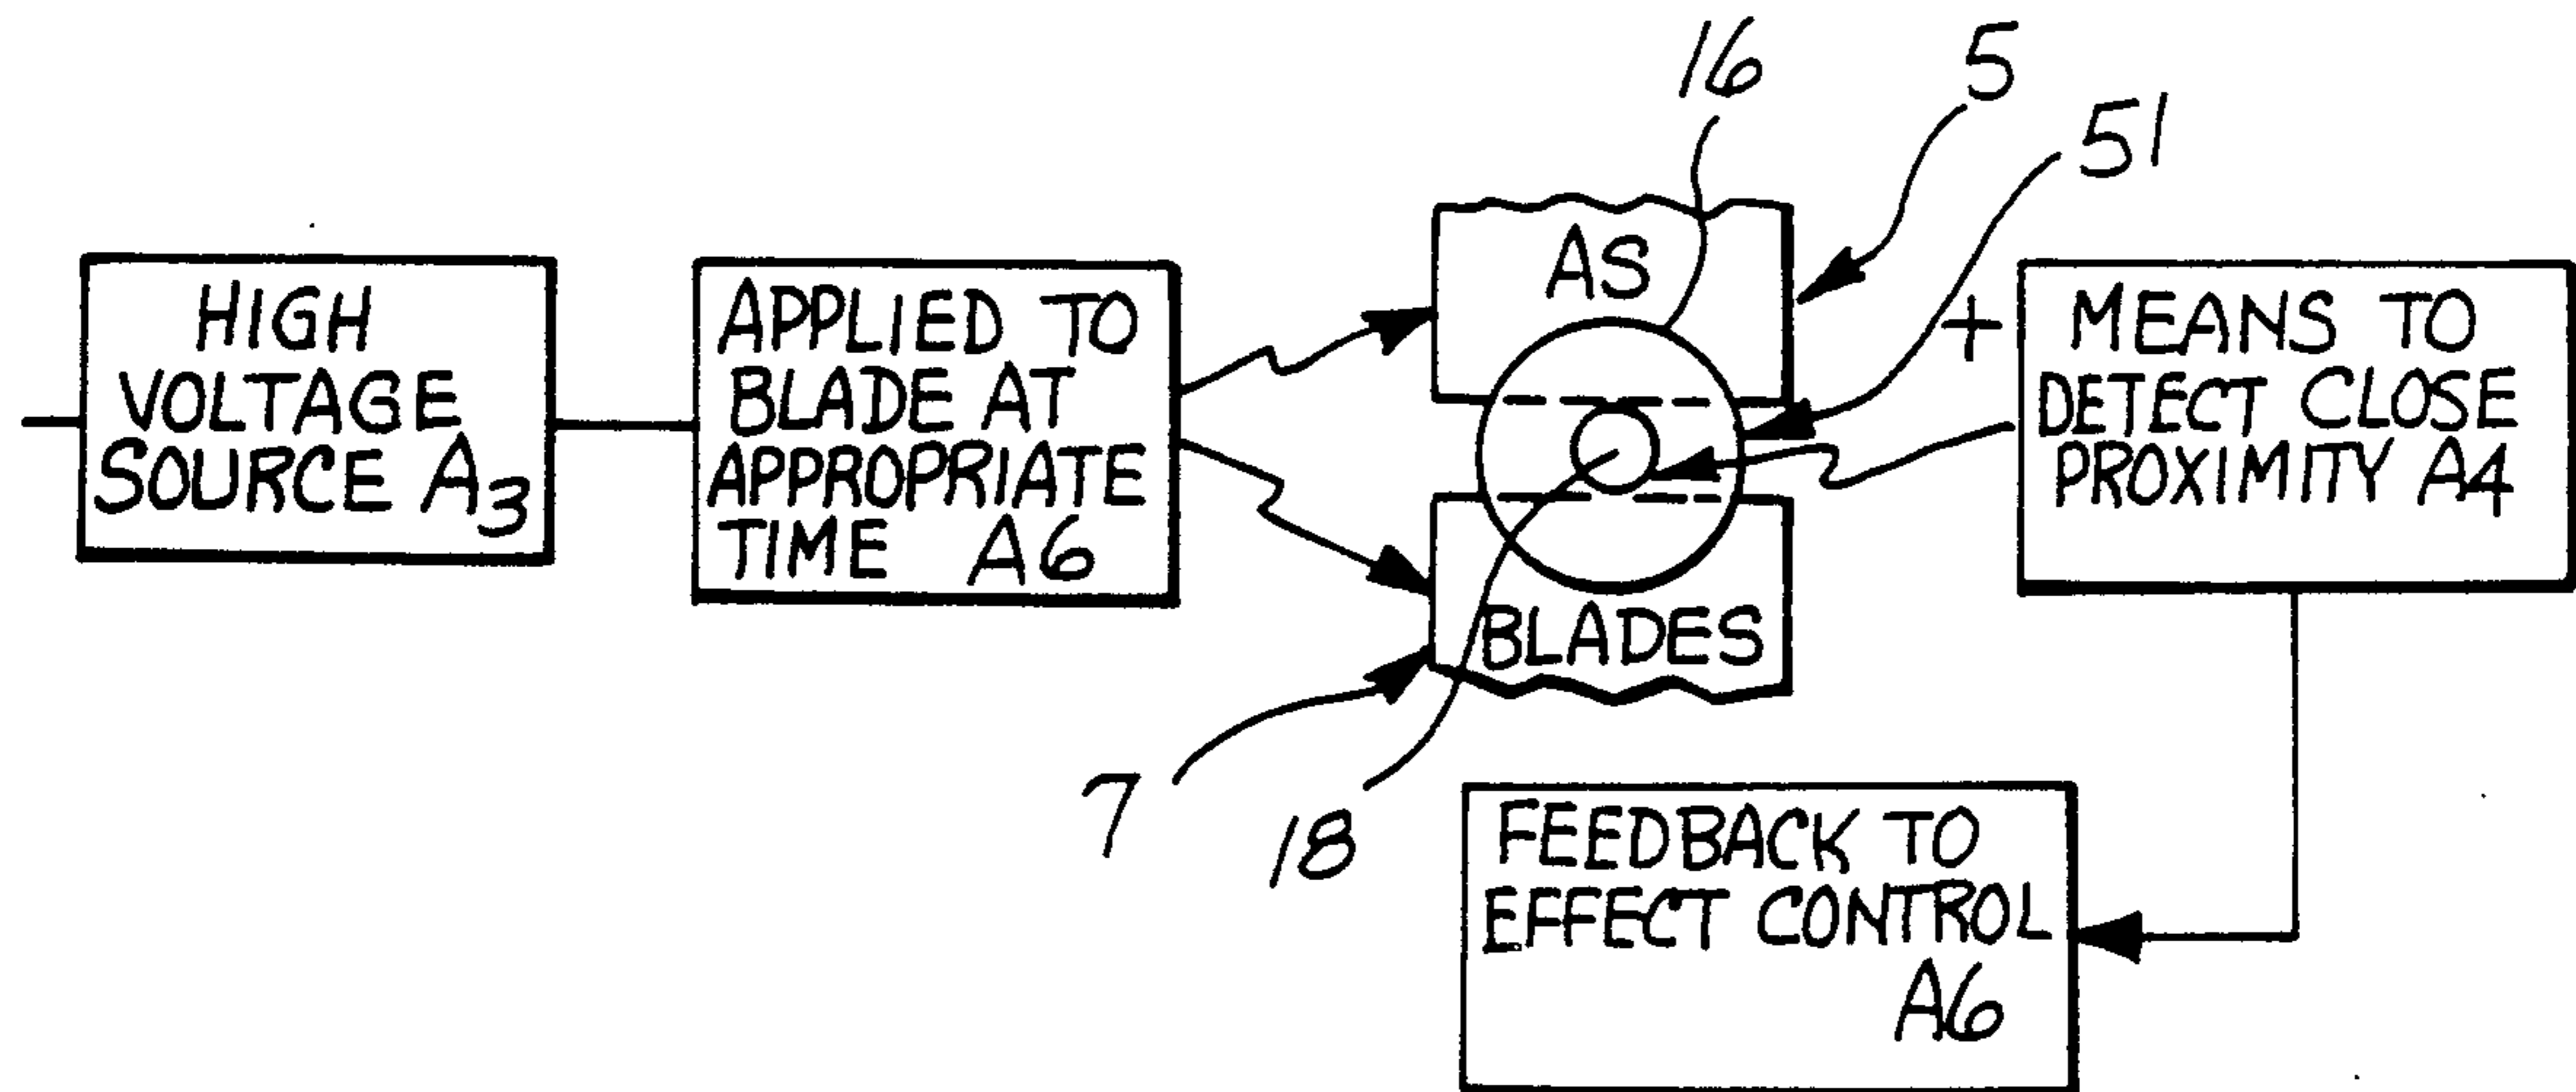 16
5
51
HIGH
VOLTAGE
SOURCE A3
APPLIED TO
BLADE AT
APPROPRIATE
TIME A6
AS
BLADES
+
MEANS TO
DETECT CLOSE
PROXIMITY A4
7
18
FEEDBACK TO
EFFECT CONTROL
A6